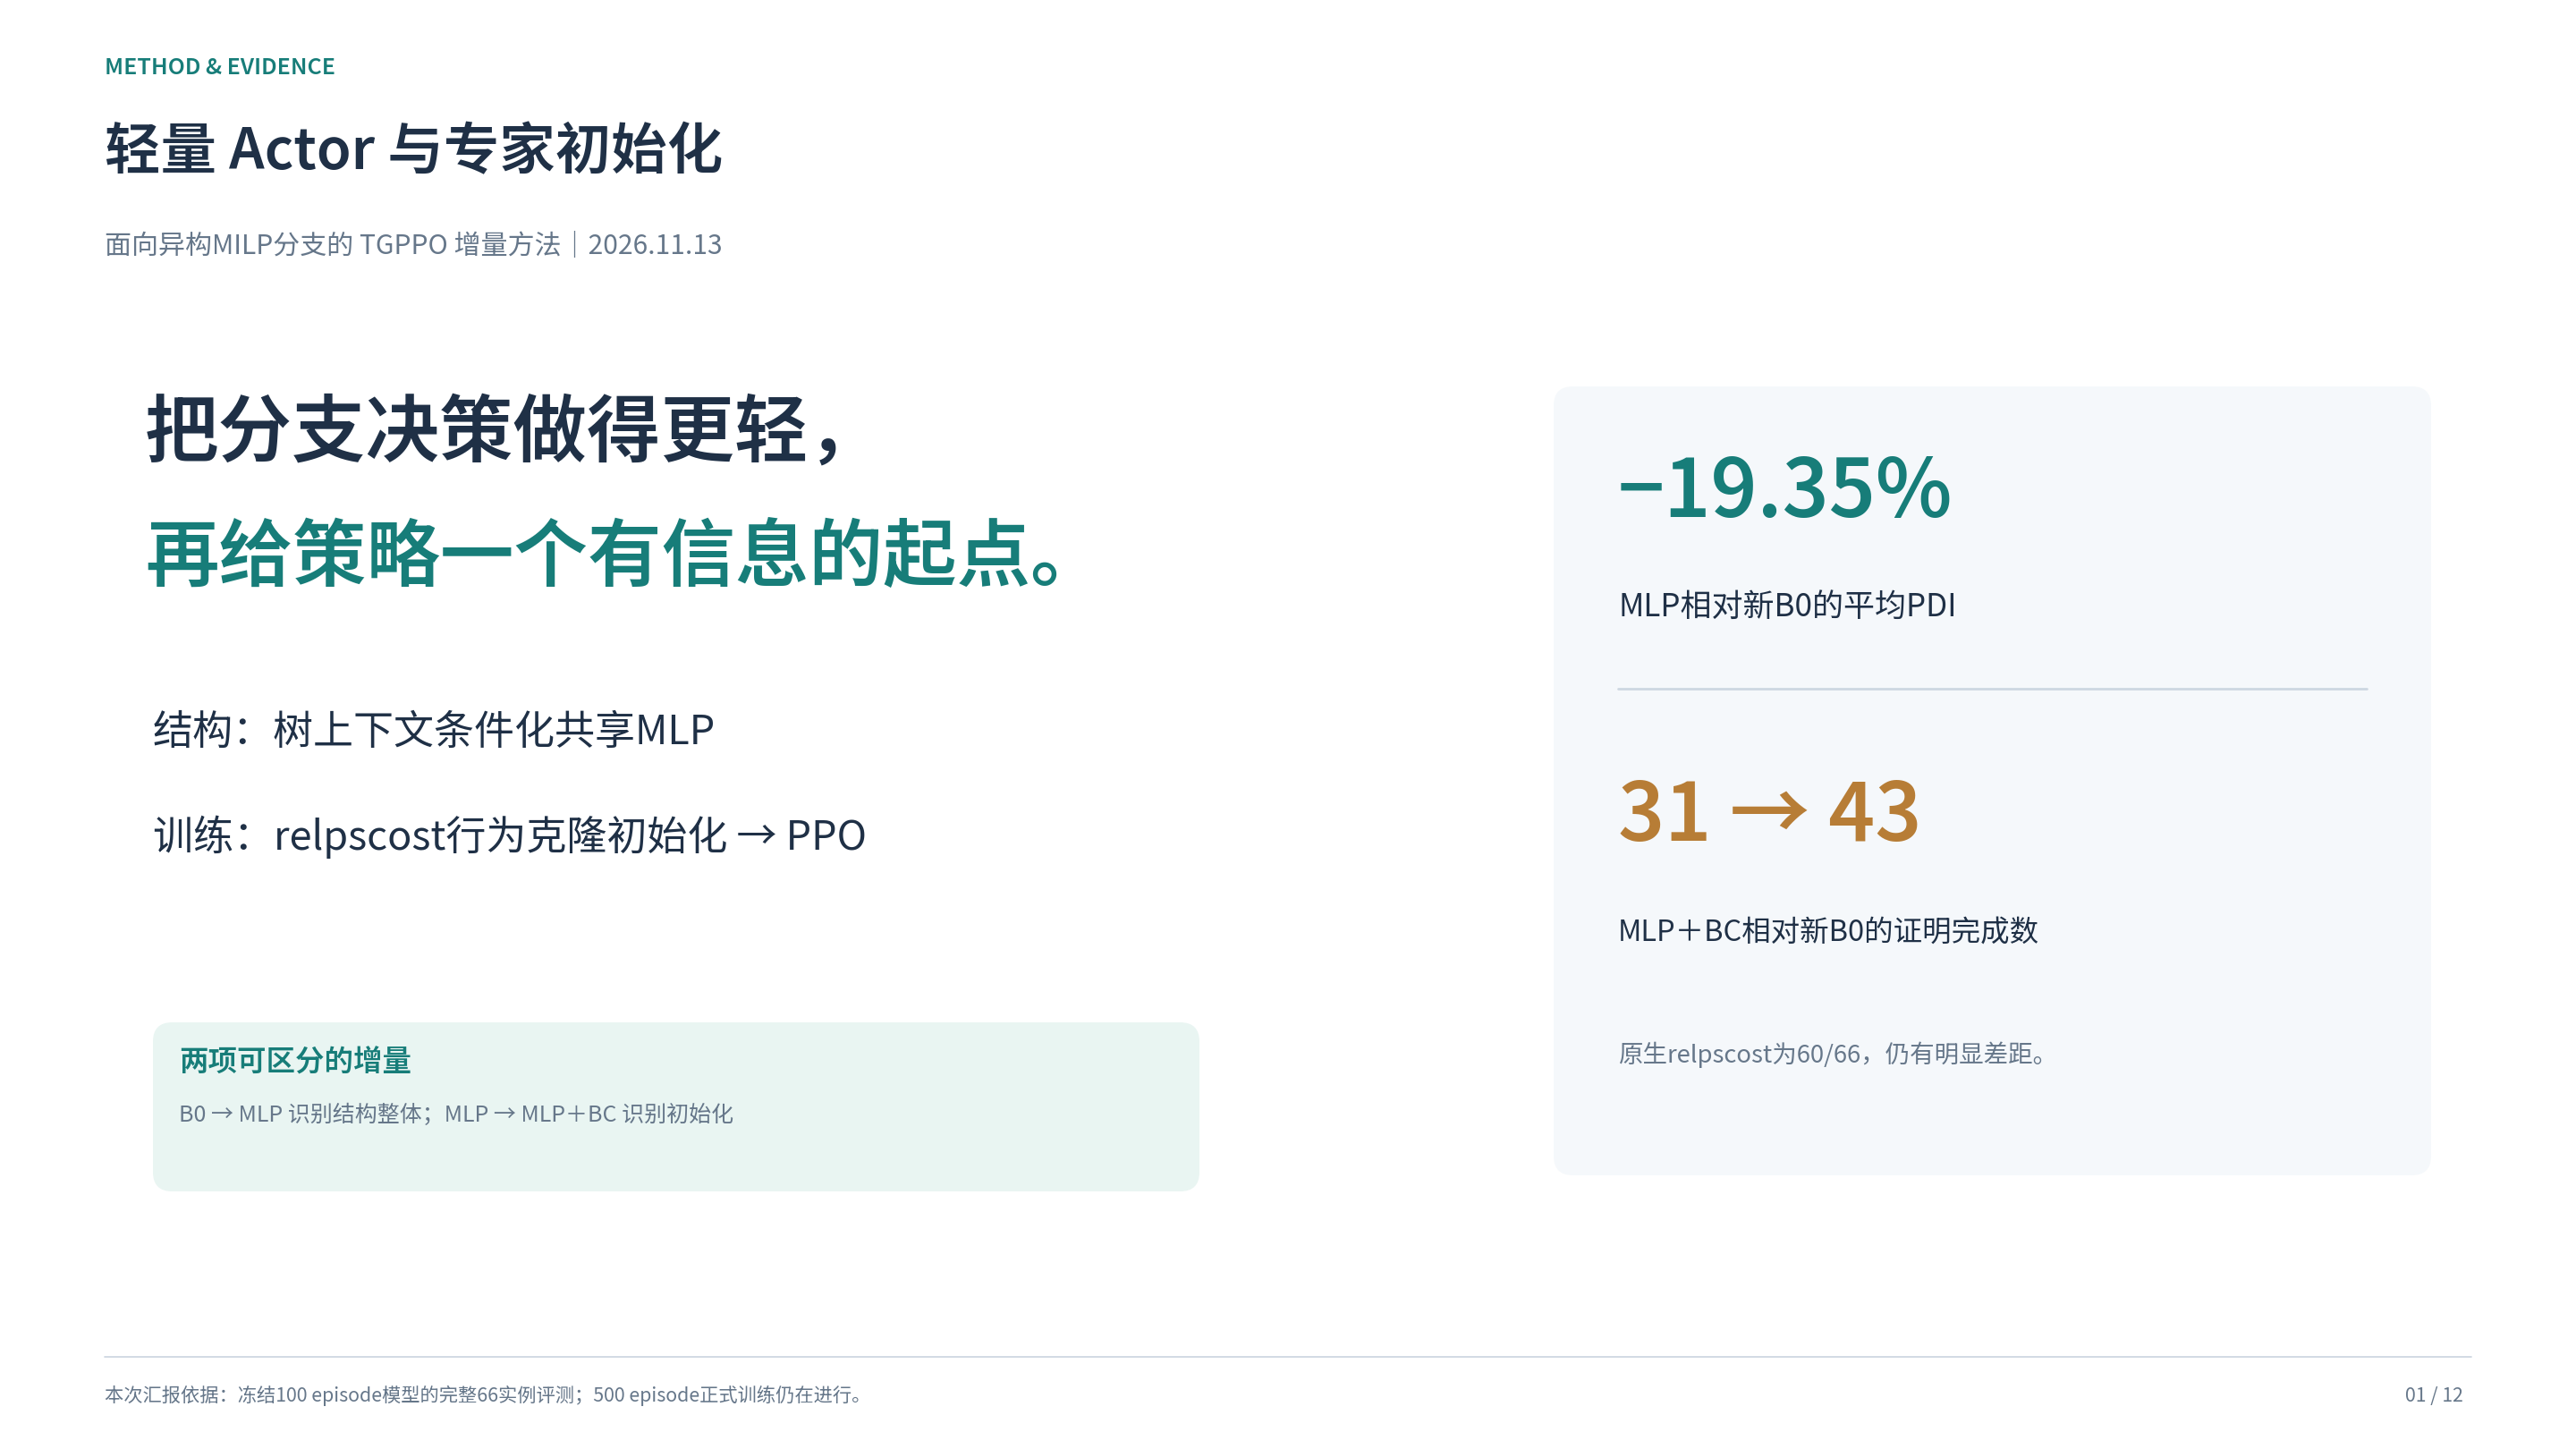 METHOD & EVIDENCE
轻量 Actor 与专家初始化
面向异构MILP分支的 TGPPO 增量方法｜2026.11.13
把分支决策做得更轻，
再给策略一个有信息的起点。
结构：树上下文条件化共享MLP
训练：relpscost行为克隆初始化 → PPO
两项可区分的增量
B0 → MLP 识别结构整体；MLP → MLP＋BC 识别初始化
−19.35%
MLP相对新B0的平均PDI
31 → 43
MLP＋BC相对新B0的证明完成数
原生relpscost为60/66，仍有明显差距。
本次汇报依据：冻结100 episode模型的完整66实例评测；500 episode正式训练仍在进行。
01 / 12